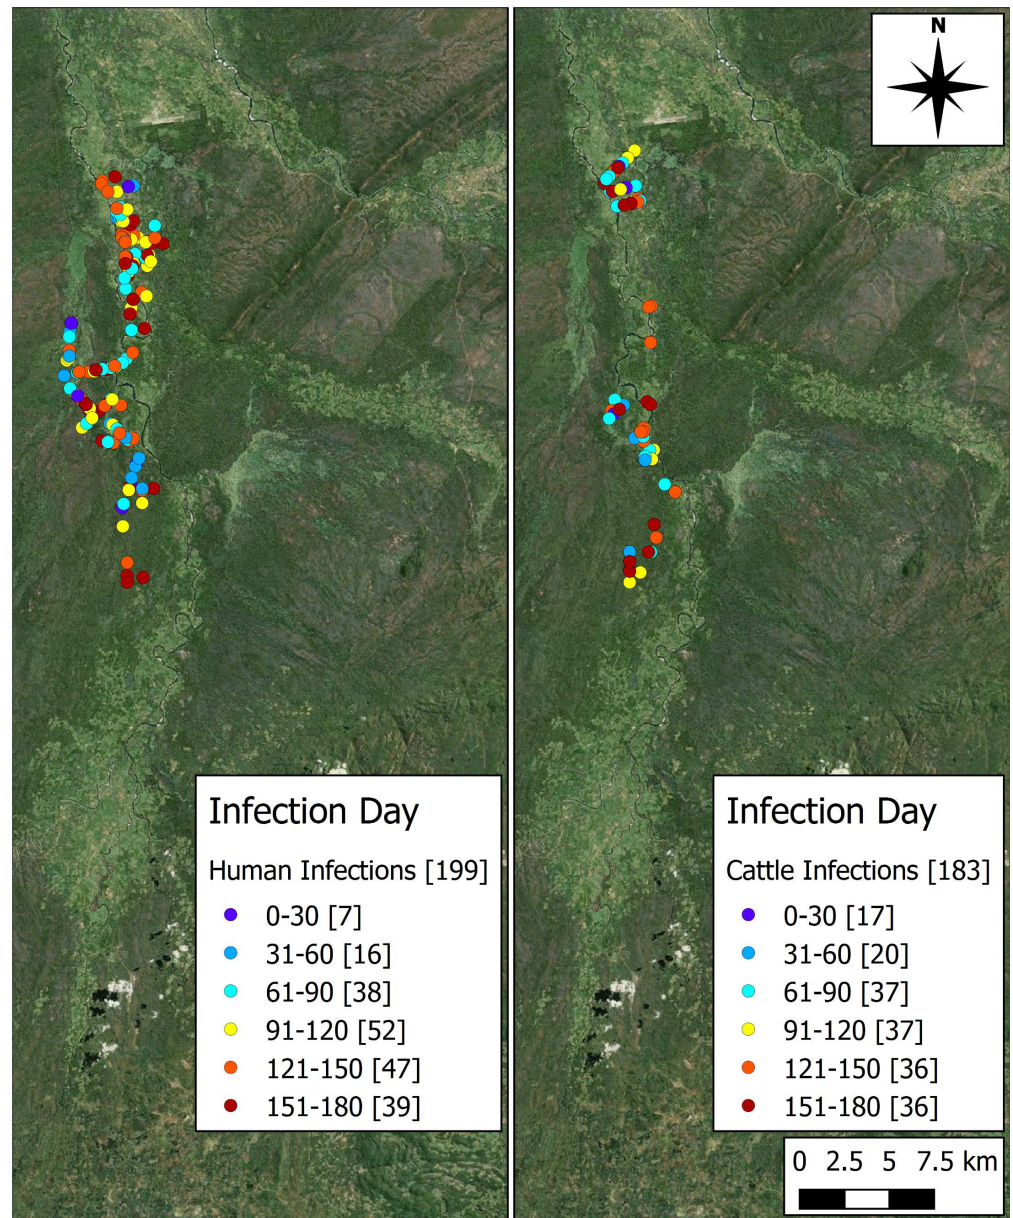 N
Infection Day
Human Infections [199]
0-30 [7]
31-60 [16]
61-90 [38]
91-120 [52]
121-150 [47]
151-180 [39]
Infection Day
Cattle Infections [183]
0-30 [17]
31-60 [20]
61-90 [37]
91-120 [37]
121-150 [36]
151-180 [36]
0 2.5 5 7.5 km